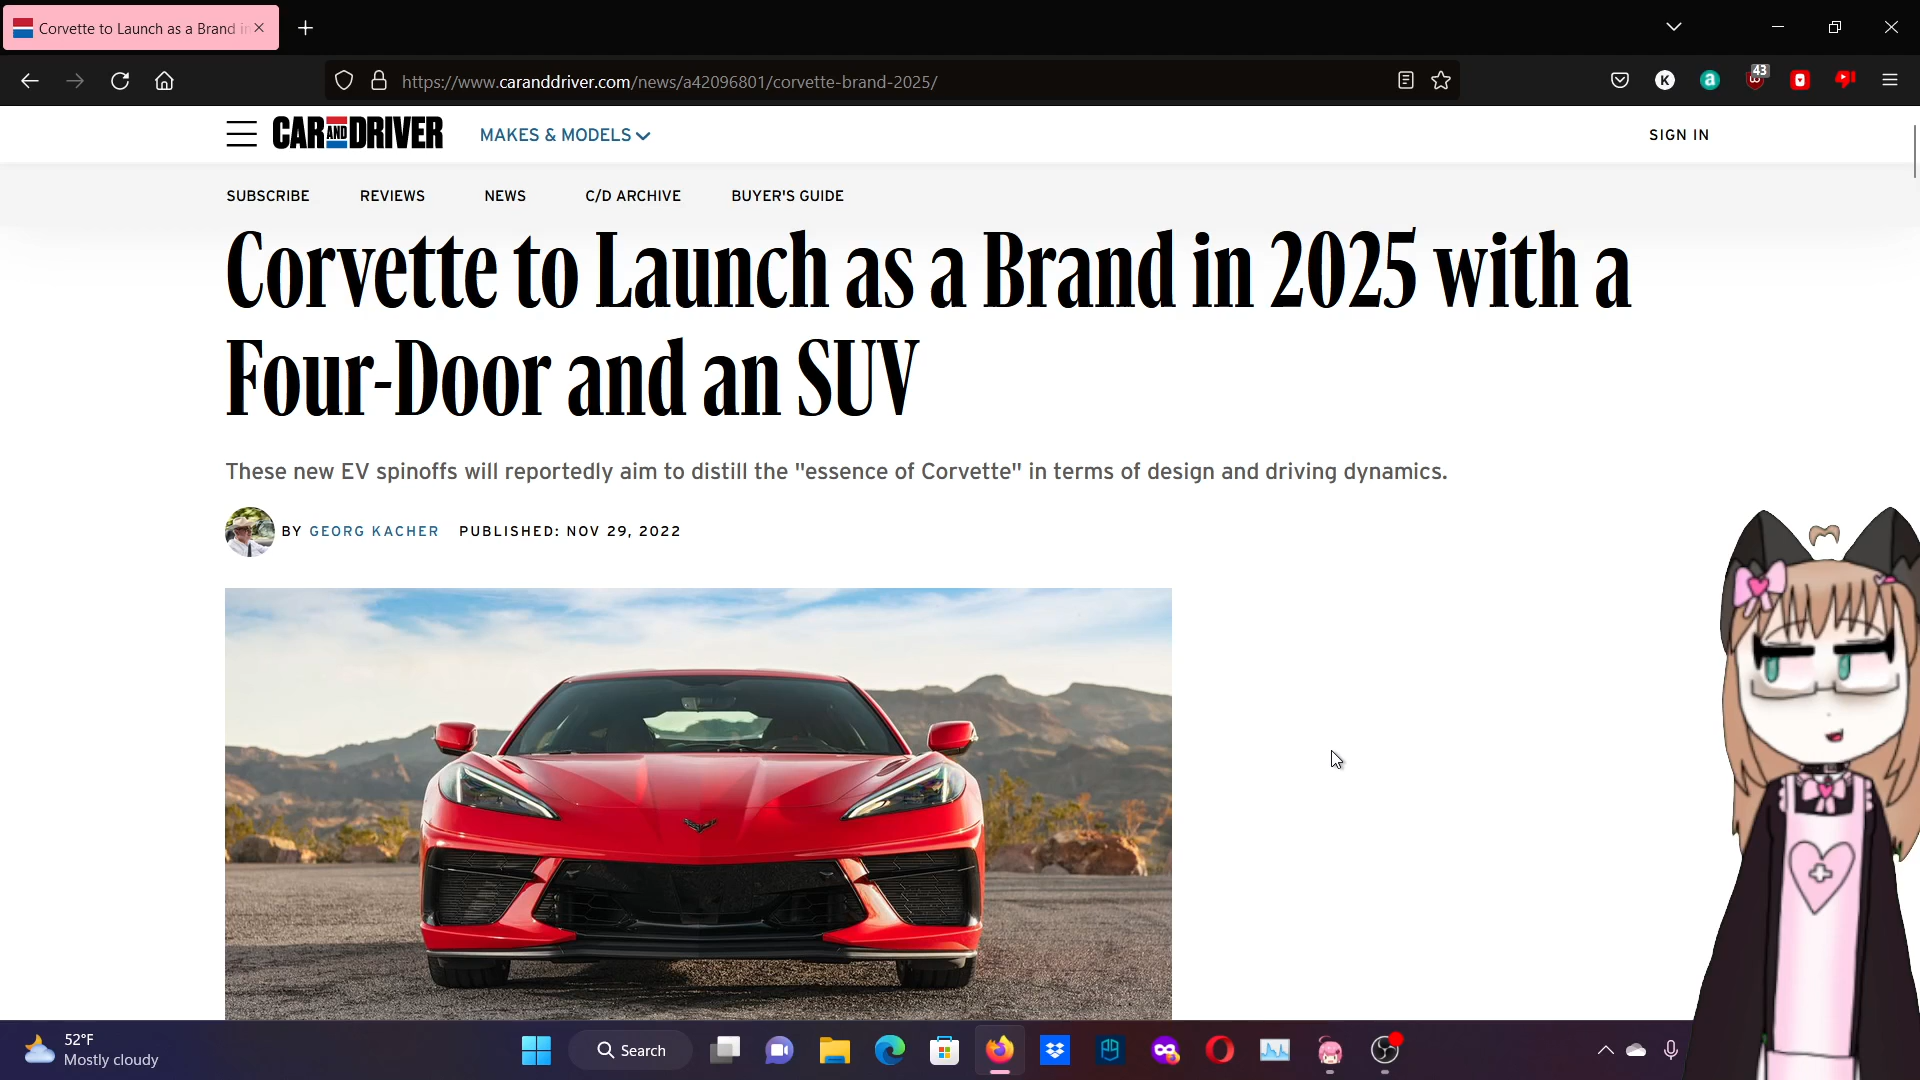 Corvette to Launch as a Brand in
https://www.caranddriver.com/news/a42096801/corvette-brand-2025/
43
K
a
CAR AND DRIVER
MAKES & MODELS
SIGN IN
SUBSCRIBE
REVIEWS
NEWS
C/D ARCHIVE
BUYER'S GUIDE
Corvette to Launch as a Brand in 2025 with a
Four-Door and an SUV
These new EV spinoffs will reportedly aim to distill the "essence of Corvette" in terms of design and driving dynamics.
BY GEORG KACHER PUBLISHED: NOV 29, 2022
52°F
Mostly cloudy
Search